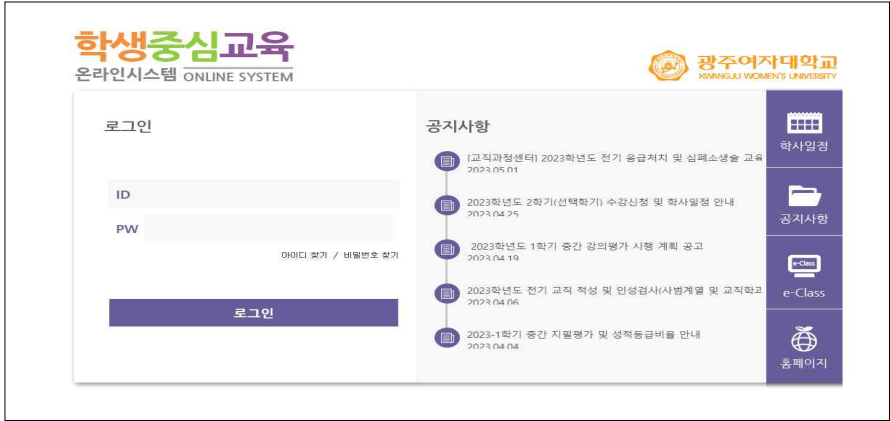 학생중심교육
온라인시스템 ONLINE SYSTEM
광주여자대학교
KWANGJU WOMEN'S UNIVERSITY
로그인
ID
PW
아이디 찾기 / 비밀번호 찾기
로그인
공지사항
[교직과정센터] 2023학년도 전기 응급처치 및 심폐소생술 교육
2023.05.01
2023학년도 2학기(선택학기) 수강신청 및 학사일정 안내
2023.04.25
2023학년도 1학기 중간 강의평가 시행 계획 공고
2023.04.19
2023학년도 전기 교직 적성 및 인성검사(사범계열 및 교직학과
2023.04.06
2023-1학기 중간 지필평가 및 성적등급비율 안내
2023.04.04
학사일정
공지사항
e-Class
e-Class
홈페이지